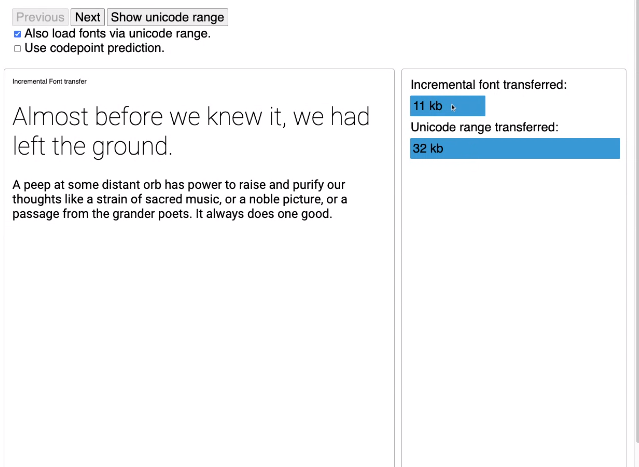 Previous Next Show unicode range
Also load fonts via unicode range.
Use codepoint prediction.
Incremental Font transfer
Almost before we knew it, we had
left the ground.
A peep at some distant orb has power to raise and purify our
thoughts like a strain of sacred music, or a noble picture, or a
passage from the grander poets. It always does one good.
Incremental font transferred:
11 kb
Unicode range transferred:
32 kb